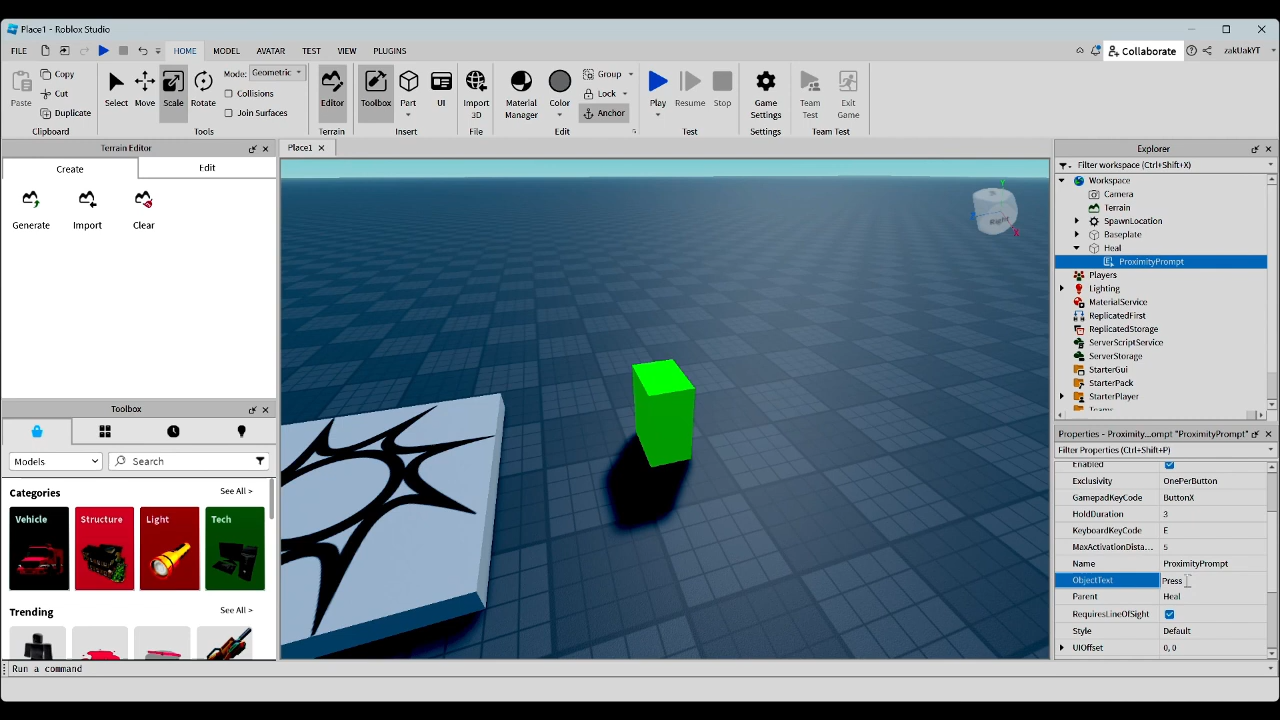 Place1 - Roblox Studio
FILE HOME MODEL AVATAR TEST VIEW PLUGINS Collaborate zakUakYT
Paste Copy Cut Duplicate Clipboard
Select Move Scale Rotate Mode: Geometric Collisions Join Surfaces Tools
Editor Terrain
Toolbox Part UI Insert
Import 3D File
Material Manager Color Group Lock Anchor Edit
Play Resume Stop Test
Game Settings Settings
Team Test Exit Game Team Test
Terrain Editor
Create Edit
Generate Import Clear
Toolbox
Models Search
Categories See All >
Vehicle Structure Light Tech
Trending See All >
Place1
Right
Y
X
Explorer
Filter workspace (Ctrl+Shift+X)
Workspace
Camera
Terrain
SpawnLocation
Baseplate
Heal
ProximityPrompt
Players
Lighting
MaterialService
ReplicatedFirst
ReplicatedStorage
ServerScriptService
ServerStorage
StarterGui
StarterPack
StarterPlayer
Teams
Properties - Proximity...ompt "ProximityPrompt"
Filter Properties (Ctrl+Shift+P)
Enabled
Exclusivity OnePerButton
GamepadKeyCode ButtonX
HoldDuration 3
KeyboardKeyCode E
MaxActivationDista... 5
Name ProximityPrompt
ObjectText Press
Parent Heal
RequiresLineOfSight
Style Default
UIOffset 0, 0
Run a command